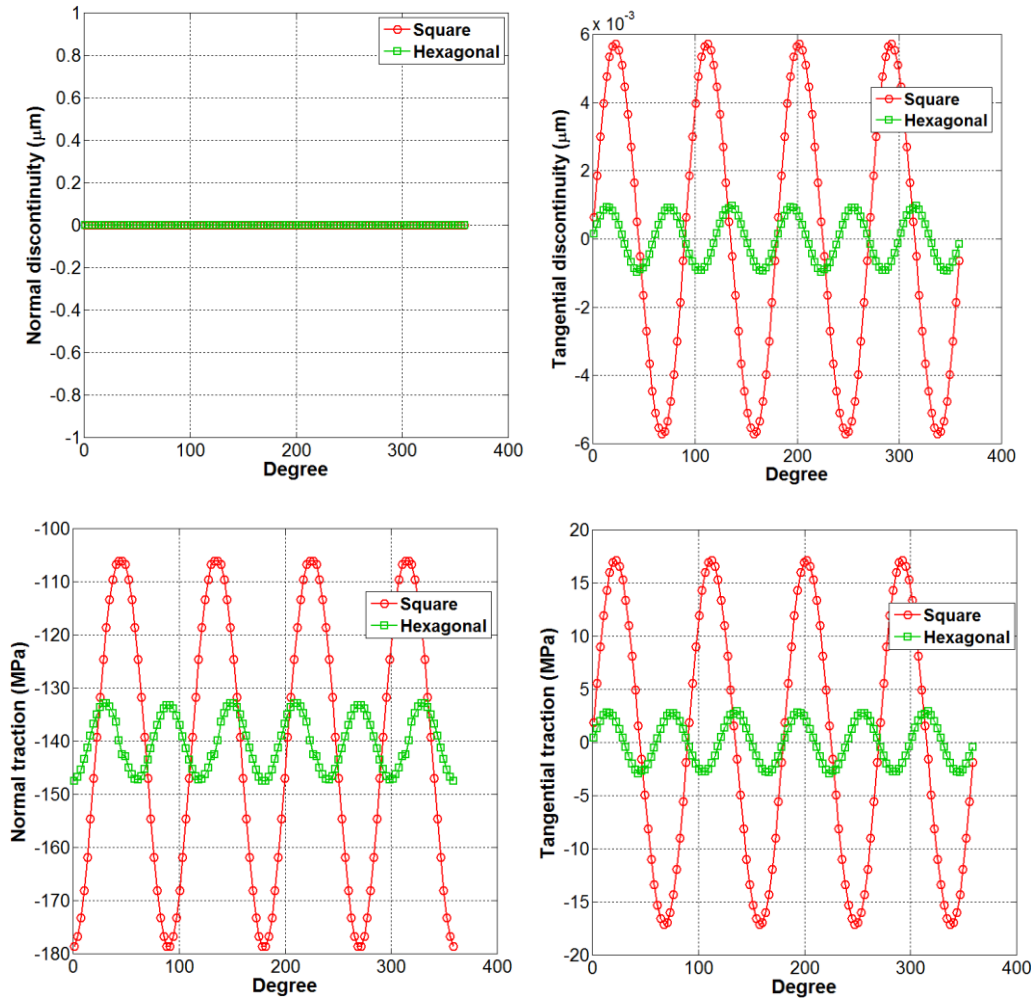 1
0.8
0.6
0.4
0.2
0
-0.2
-0.4
-0.6
-0.8
-1
0 100 200 300 400
Degree
Normal discontinuity (μm)
Square
Hexagonal
6 x 10⁻³
4
2
0
-2
-4
-6
0 100 200 300 400
Degree
Tangential discontinuity (μm)
Square
Hexagonal
-100
-110
-120
-130
-140
-150
-160
-170
-180
0 100 200 300 400
Degree
Normal traction (MPa)
Square
Hexagonal
20
15
10
5
0
-5
-10
-15
-20
0 100 200 300 400
Degree
Tangential traction (MPa)
Square
Hexagonal